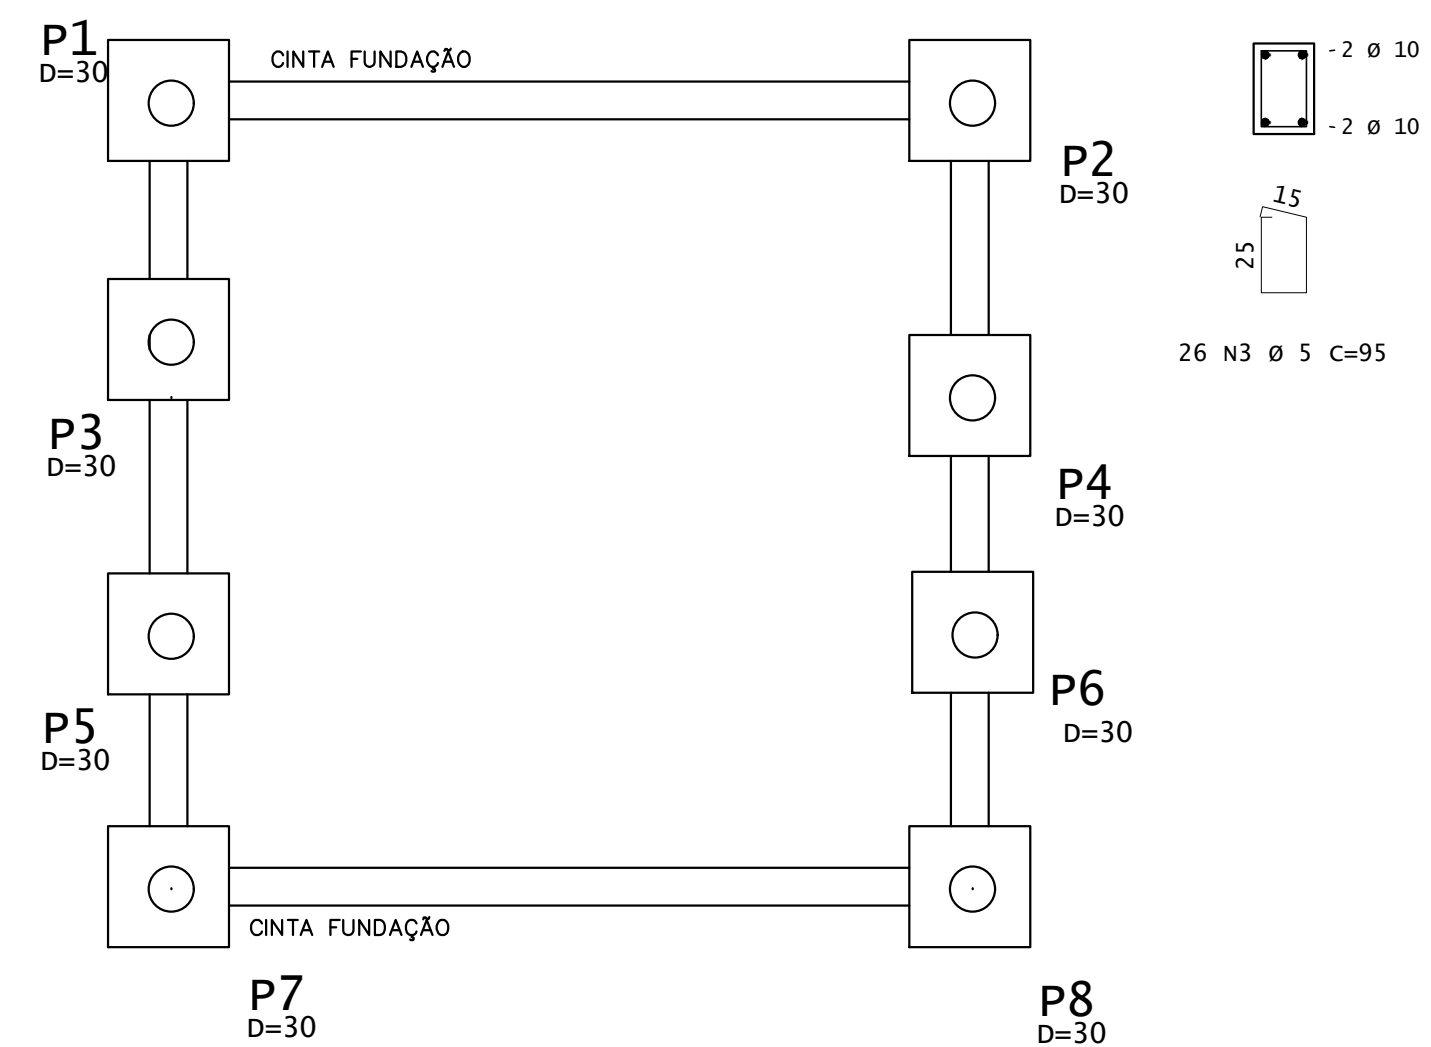 P1
D=30
CINTA FUNDAÇÃO
-2 Ø 10
-2 Ø 10
P2
D=30
15
25
26 N3 Ø 5 C=95
P3
D=30
P4
D=30
P5
D=30
P6
D=30
CINTA FUNDAÇÃO
P7
D=30
P8
D=30